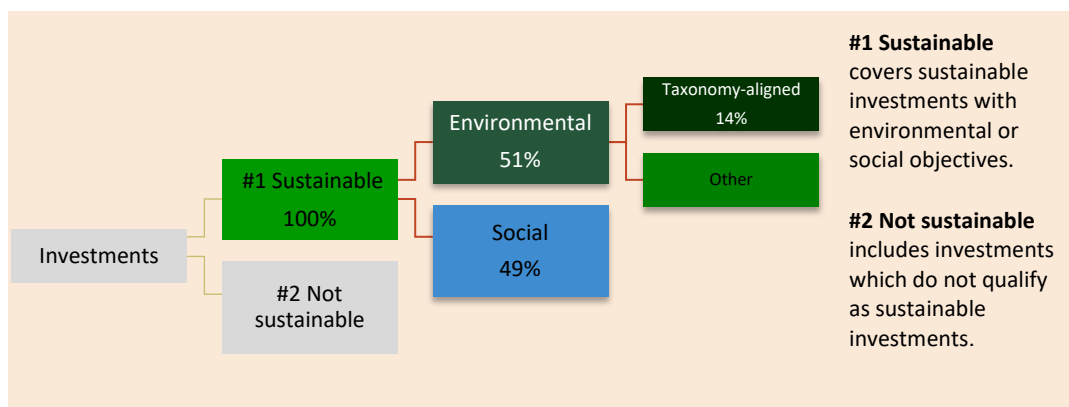 Investments
#1 Sustainable
100%
#2 Not
sustainable
Environmental
51%
Social
49%
Taxonomy-aligned
14%
Other
#1 Sustainable
covers sustainable
investments with
environmental or
social objectives.
#2 Not sustainable
includes investments
which do not qualify
as sustainable
investments.